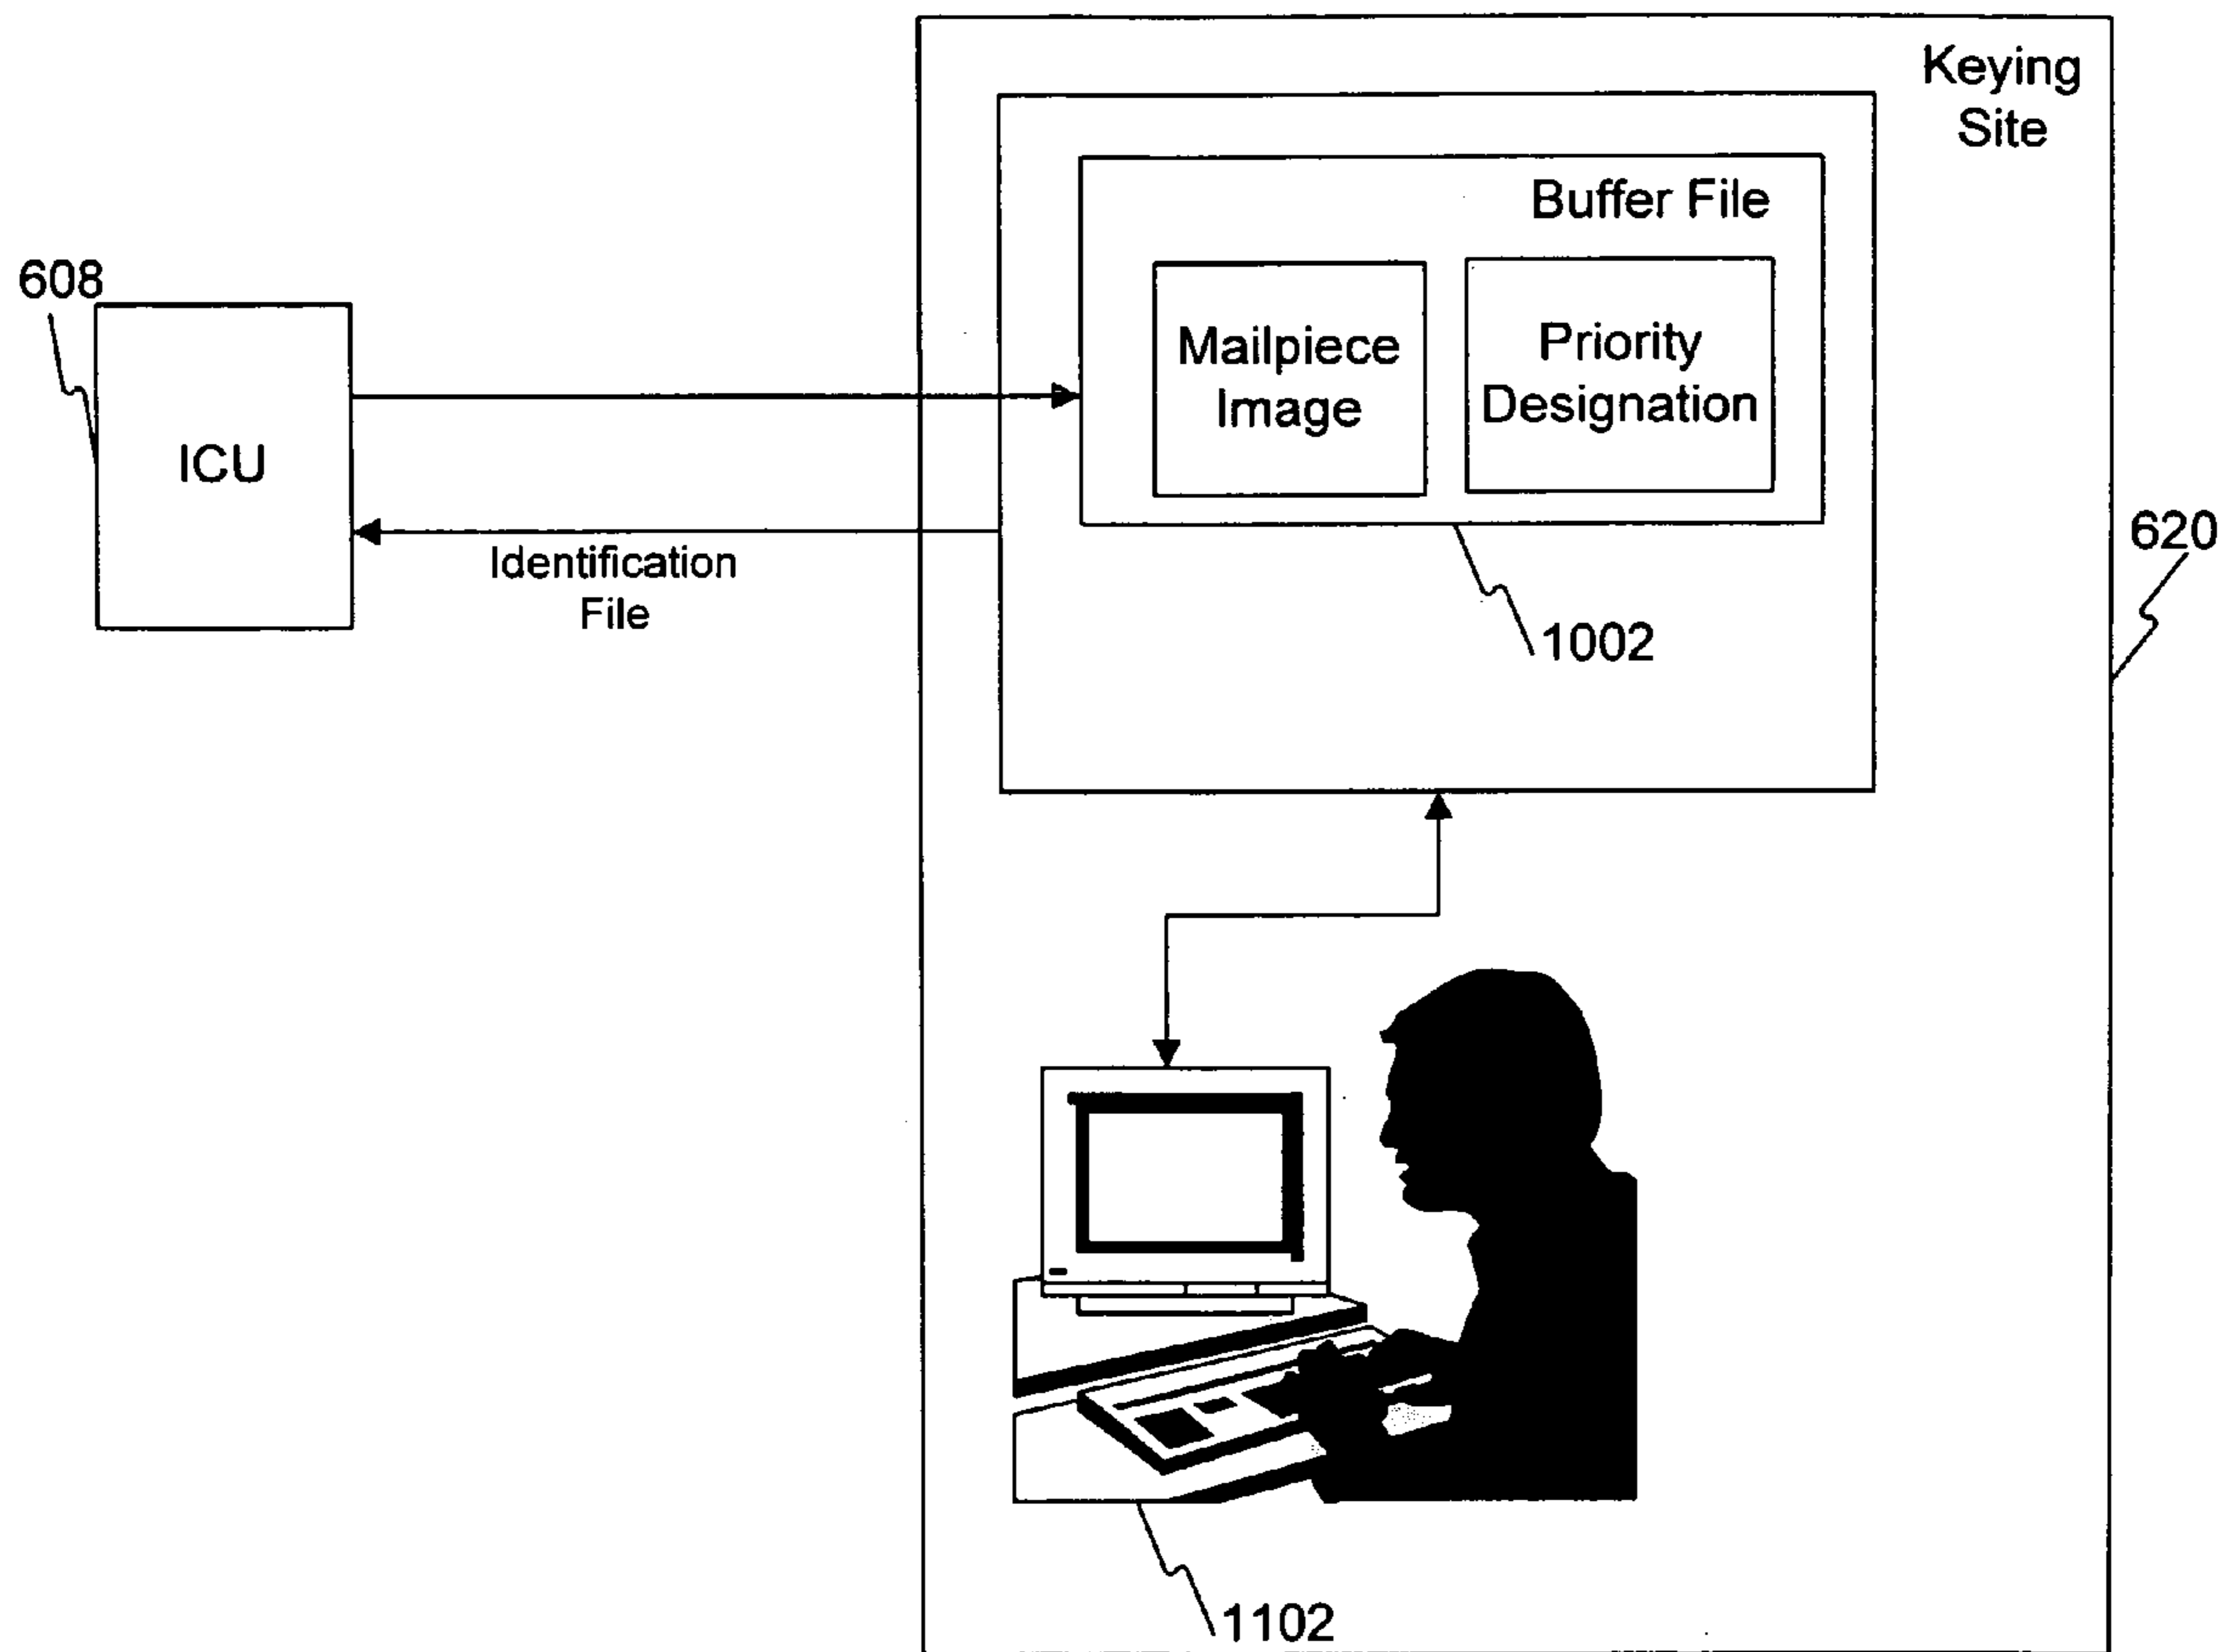 Keying
Site
Buffer File
608
Mailpiece
Image
Priority
Designation
ICU
620
Identification
File
1002
1102